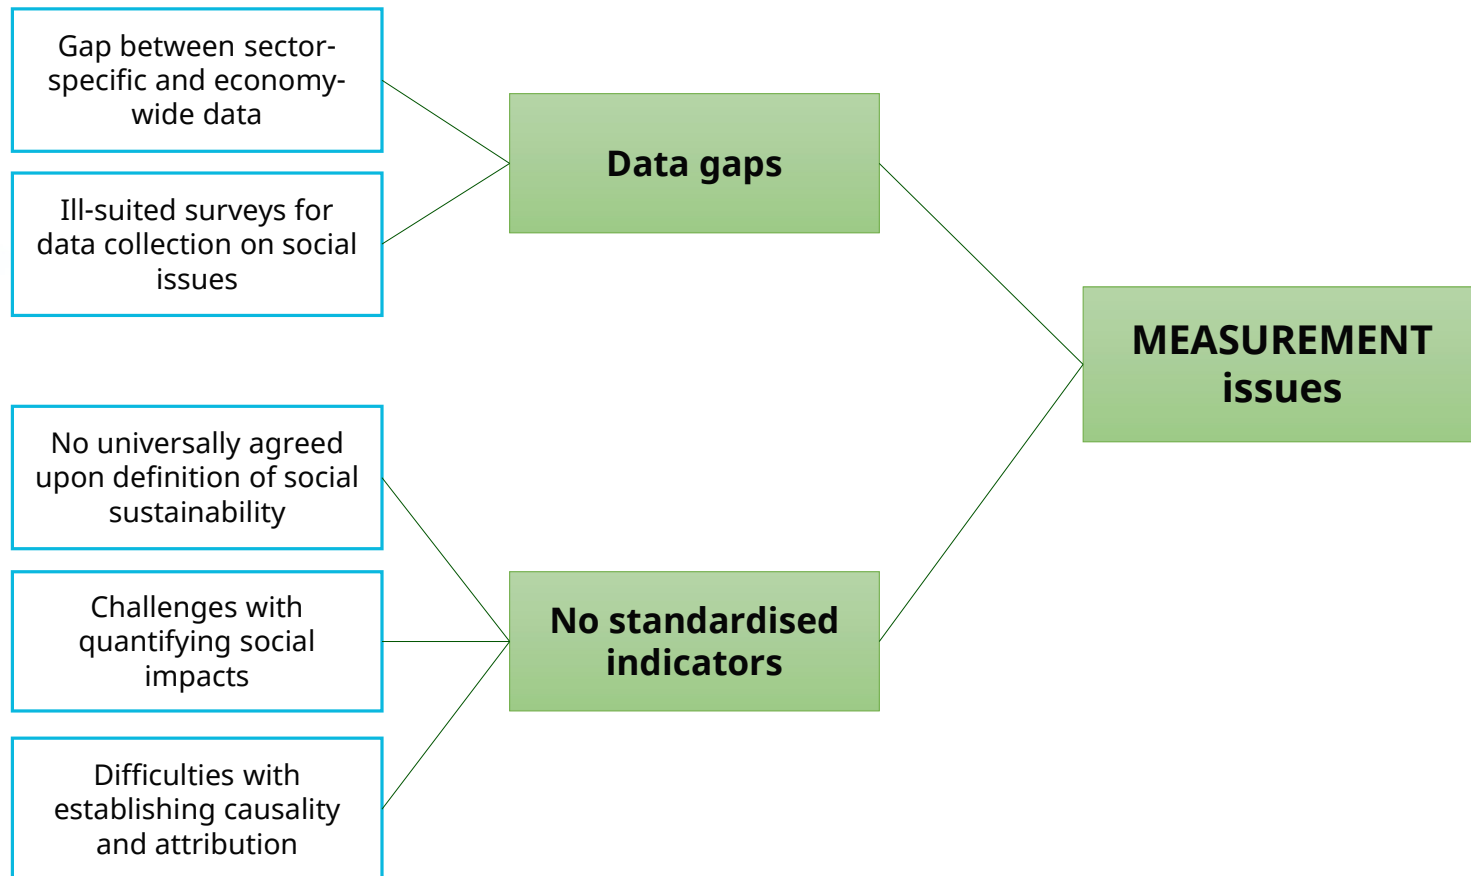 Gap between sector-
specific and economy-
wide data
Ill-suited surveys for
data collection on social
issues
Data gaps
No universally agreed
upon definition of social
sustainability
Challenges with
quantifying social
impacts
Difficulties with
establishing causality
and attribution
No standardised
indicators
MEASUREMENT
issues